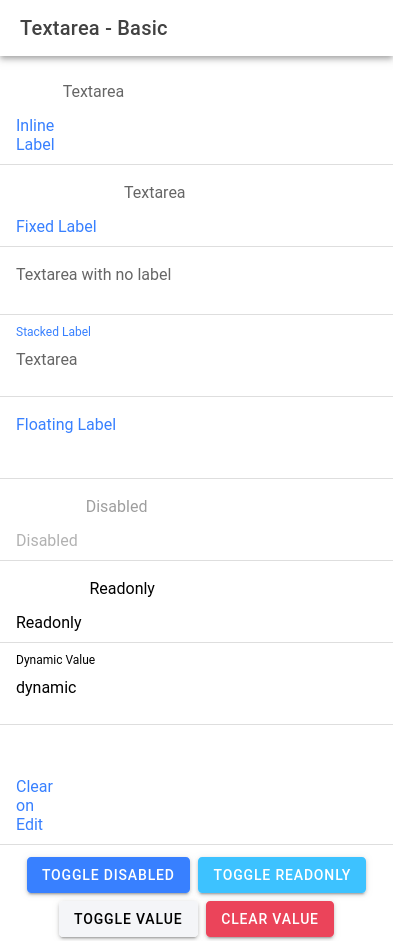 Textarea - Basic
Textarea
Inline
Label
Textarea
Fixed Label
Textarea with no label
Stacked Label
Textarea
Floating Label
Disabled
Disabled
Readonly
Readonly
Dynamic Value
dynamic
Clear
on
Edit
TOGGLE DISABLED TOGGLE READONLY
TOGGLE VALUE CLEAR VALUE